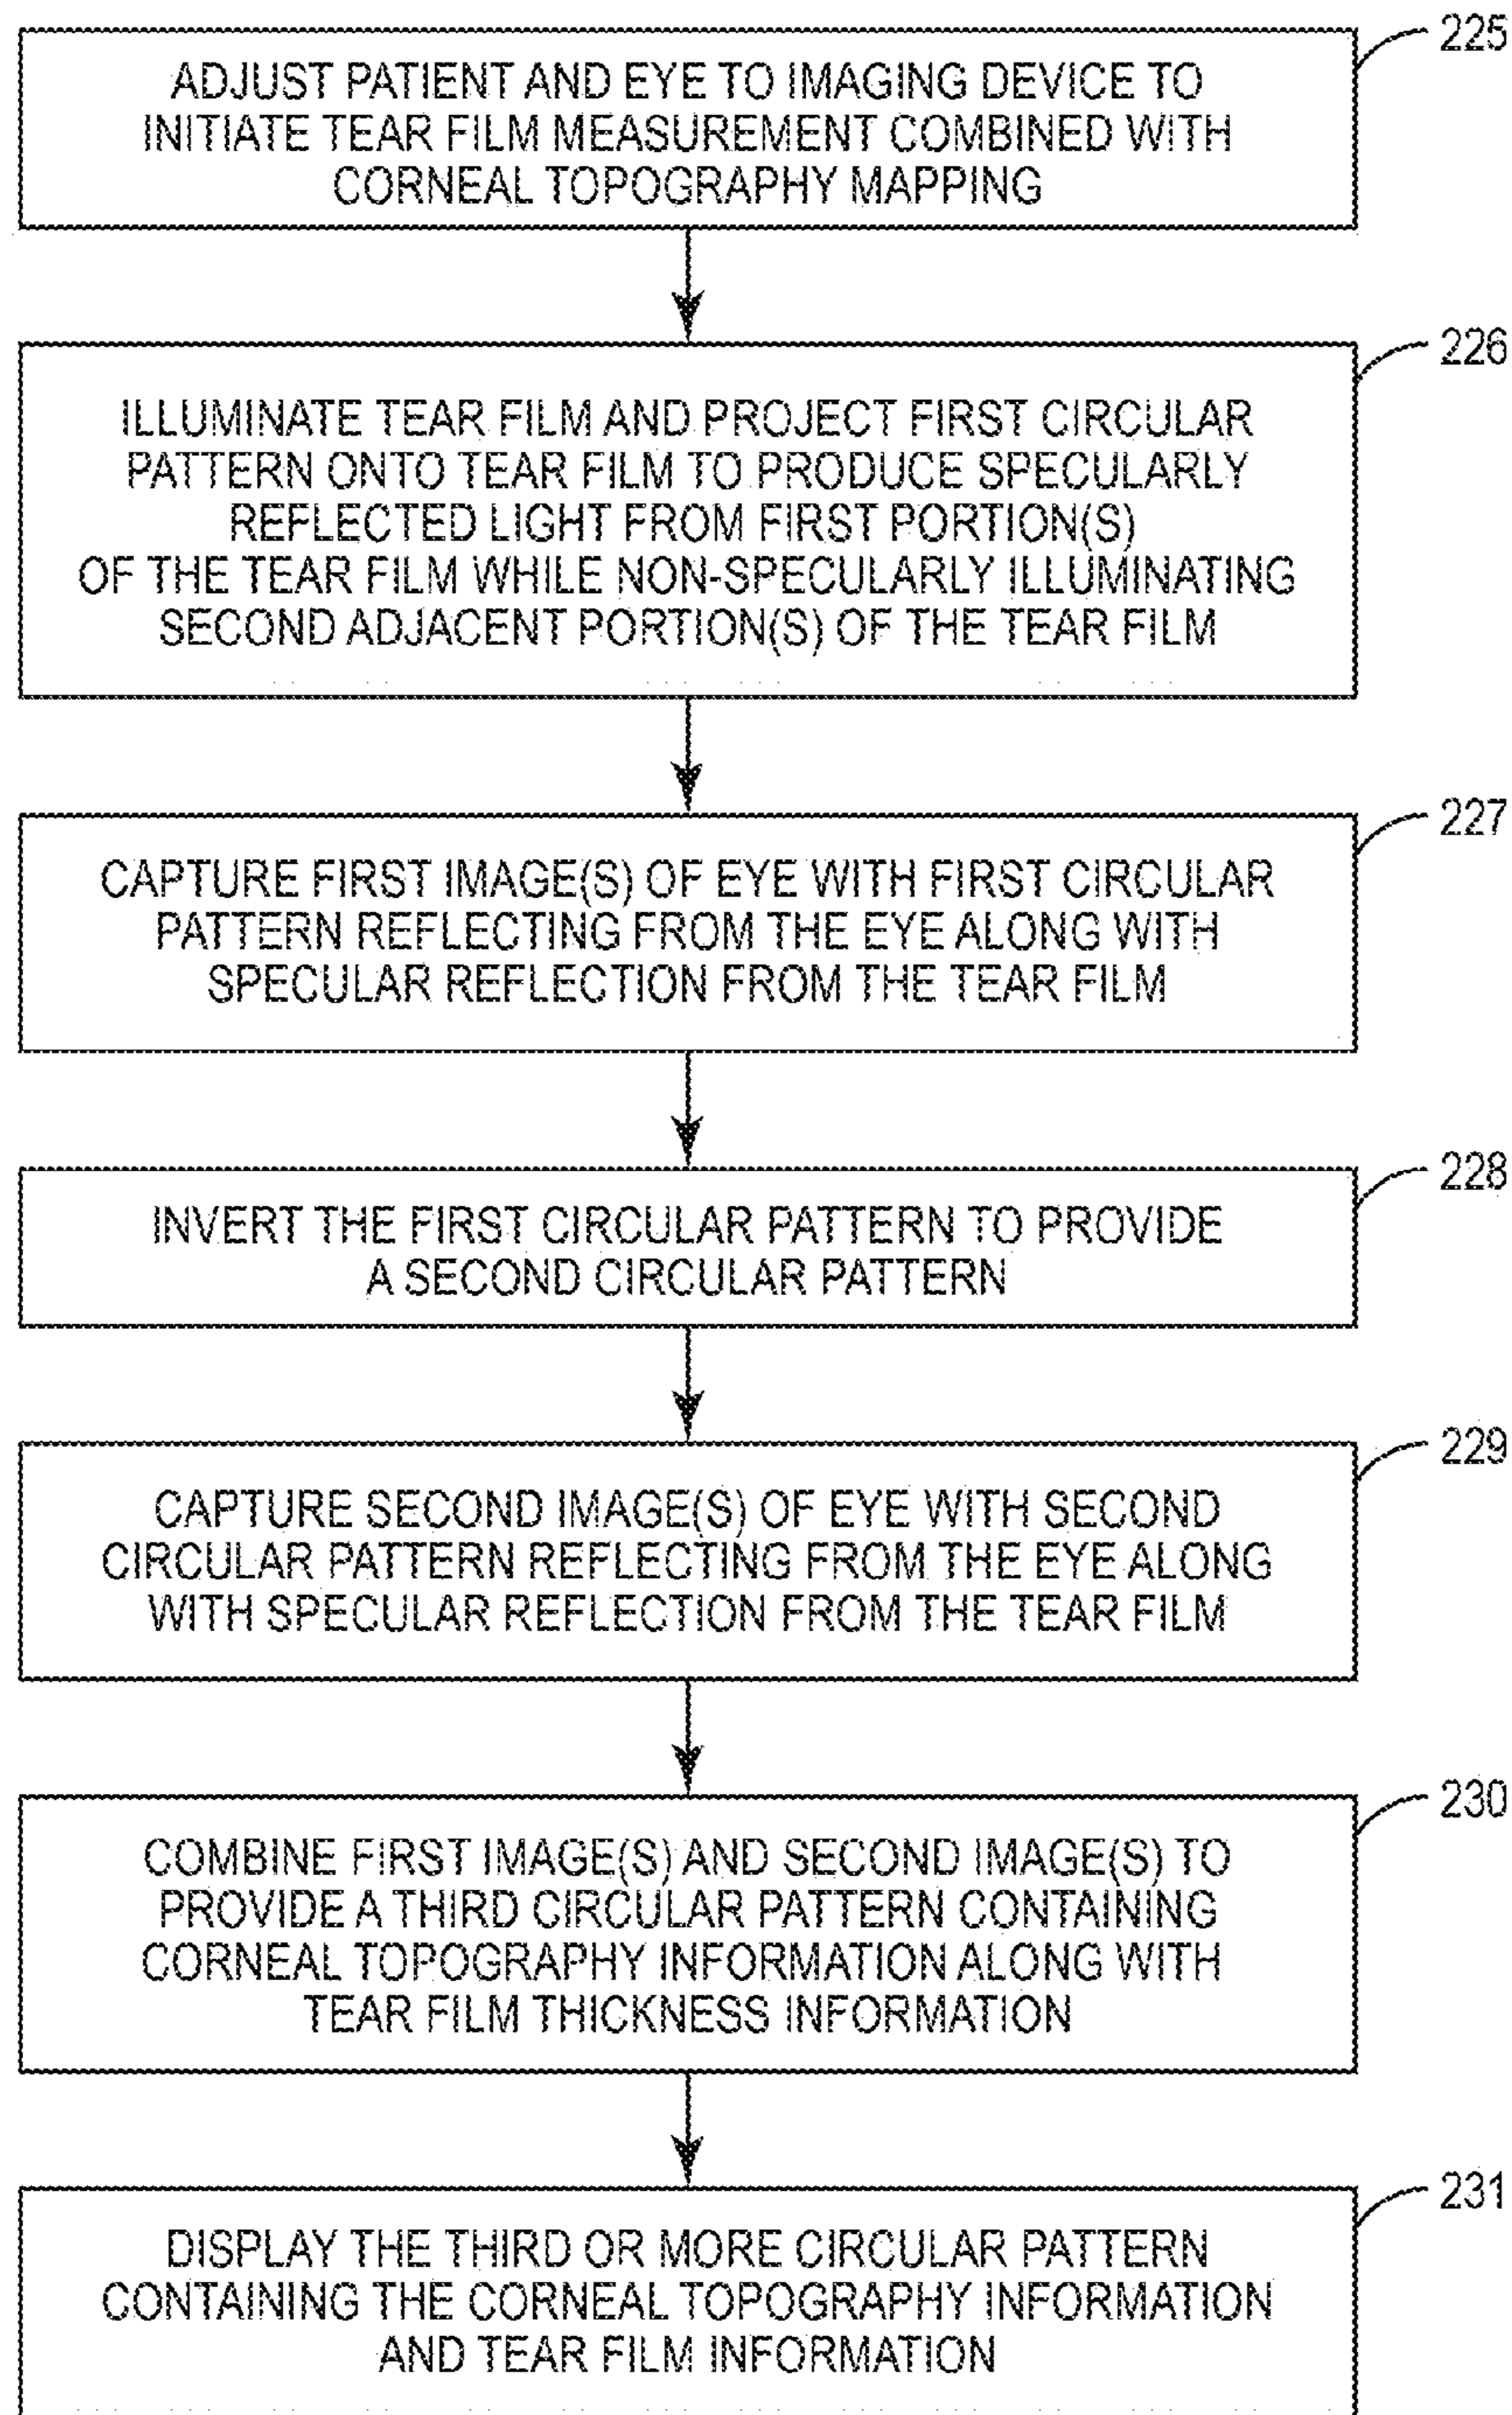 225
ADJUST PATIENT AND EYE TO IMAGING DEVICE TO
INITIATE TEAR FILM MEASUREMENT COMBINED WITH
CORNEAL TOPOGRAPHY MAPPING
226
ILLUMINATE TEAR FILM AND PROJECT FIRST CIRCULAR
PATTERN ONTO TEAR FILM TO PRODUCE SPECULARLY
REFLECTED LIGHT FROM FIRST PORTION(S)
OF THE TEAR FILM WHILE NON-SPECULARLY ILLUMINATING
SECOND ADJACENT PORTION(S) OF THE TEAR FILM
227
CAPTURE FIRST IMAGE(S) OF EYE WITH FIRST CIRCULAR
PATTERN REFLECTING FROM THE EYE ALONG WITH
SPECULAR REFLECTION FROM THE TEAR FILM
228
INVERT THE FIRST CIRCULAR PATTERN TO PROVIDE
A SECOND CIRCULAR PATTERN
229
CAPTURE SECOND IMAGE(S) OF EYE WITH SECOND
CIRCULAR PATTERN REFLECTING FROM THE EYE ALONG
WITH SPECULAR REFLECTION FROM THE TEAR FILM
230
COMBINE FIRST IMAGE(S) AND SECOND IMAGE(S) TO
PROVIDE A THIRD CIRCULAR PATTERN CONTAINING
CORNEAL TOPOGRAPHY INFORMATION ALONG WITH
TEAR FILM THICKNESS INFORMATION
231
DISPLAY THE THIRD OR MORE CIRCULAR PATTERN
CONTAINING THE CORNEAL TOPOGRAPHY INFORMATION
AND TEAR FILM INFORMATION